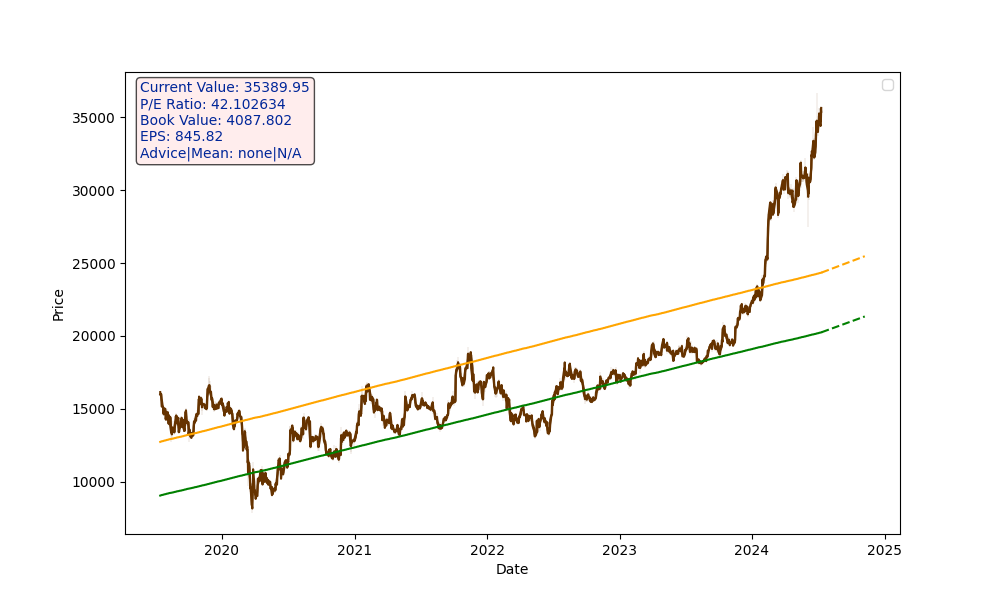 Current Value: 35389.95
P/E Ratio: 42.102634
Book Value: 4087.802
EPS: 845.82
Advice|Mean: none|N/A
35000
30000
25000
20000
15000
10000
Price
2020 2021 2022 2023 2024 2025
Date